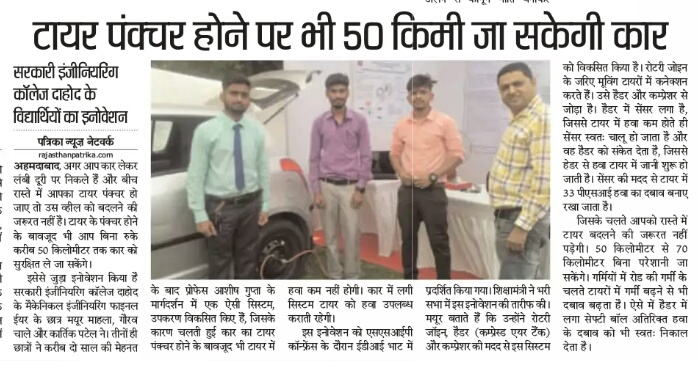 टायर पंक्चर होने पर भी 50 किमी जा सकेगी कार
सरकारी इंजीनियरिंग
कॉलेज दाहोद के
विद्यार्थियों का इनोवेशन
पत्रिका न्यूज नेटवर्क
rajasthanpatrika.com
अहमदाबाद. अगर आप कार लेकर
लंबी दूरी पर निकले हैं और बीच
रास्ते में आपका टायर पंक्चर हो
जाए तो उस व्हील को बदलने की
जरूरत नहीं है। टायर के पंक्चर होने
के बावजूद भी आप बिना रुके
करीब 50 किलोमीटर तक कार को
सुरक्षित ले जा सकेंगे।
इससे जुड़ा इनोवेशन किया है
सरकारी इंजीनियरिंग कॉलेज दाहोद
के मैकेनिकल इंजीनियरिंग फाइनल
ईयर के छात्र मयूर माहला, गौरव
चाले और कार्तिक पटेल ने। तीनों ही
छात्रों ने करीब दो साल की मेहनत
के बाद प्रोफेस आशीष गुप्ता के
मार्गदर्शन में एक ऐसी सिस्टम,
उपकरण विकसित किए हैं, जिसके
कारण चलती हुई कार का टायर
पंक्चर होने के बावजूद भी टायर में
हवा कम नहीं होगी। कार में लगी
सिस्टम टायर को हवा उपलब्ध
कराती रहेगी।
इस इनोवेशन को एसएसआईपी
कॉन्फ्रेंस के दौरान ईडीआई भाट में
प्रदर्शित किया गया। शिक्षामंत्री ने भरी
सभा में इस इनोवेशन की तारीफ की।
मयूर बताते हैं कि उन्होंने रोटरी
जॉइन, हैडर (कम्प्रेस्ड एयर टैंक)
और कम्प्रेशर की मदद से इस सिस्टम
को विकसित किया है। रोटरी जोइन
के जरिए मूविंग टायरों में कनेक्शन
करते हैं। उसे हैडर और कम्प्रेशर से
जोड़ा है। हैडर में सेंसर लगा है,
जिससे टायर में हवा कम होते ही
सेंसर स्वत: चालू हो जाता है और
वह हैडर को संकेत देता है, जिससे
हेडर से हवा टायर में जानी शुरू हो
जाती है। सेंसर की मदद से टायर में
33 पीएसआई हवा का दबाव बनाए
रखा जाता है।
जिसके चलते आपको रास्ते में
टायर बदलने की जरूरत नहीं
पड़ेगी। 50 किलोमीटर से 70
किलोमीटर बिना परेशानी जा
सकेंगे। गर्मियों में रोड की गर्मी के
चलते टायरों में गर्मी बढ़ने से भी
दबाव बढ़ता है। ऐसे में हैडर में
लगा सेफ्टी बॉल अतिरिक्त हवा
के दबाव को भी स्वत: निकाल
देता है।